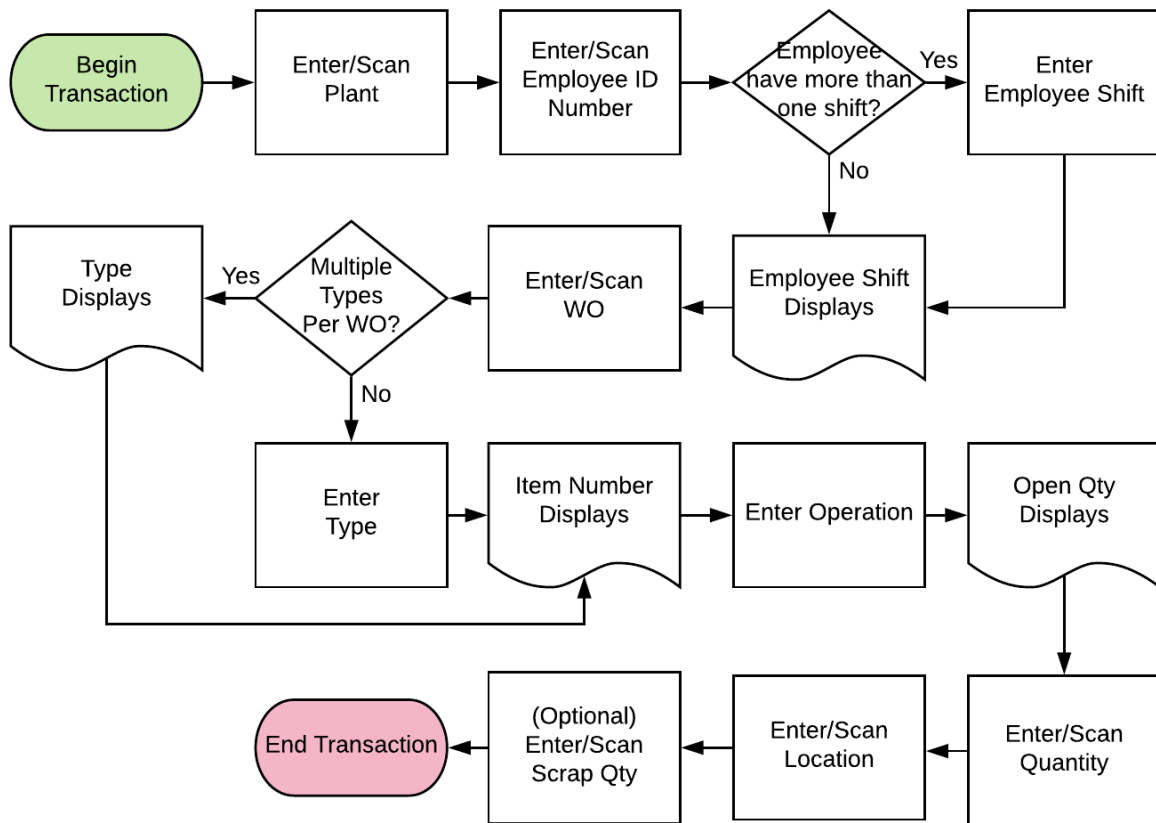 Begin
Transaction
Enter/Scan
Plant
Enter/Scan
Employee ID
Number
Employee
have more than
one shift?
Yes
Enter
Employee Shift
No
Type
Displays
Yes
Multiple
Types
Per WO?
Enter/Scan
WO
Employee Shift
Displays
No
Enter
Type
Item Number
Displays
Enter Operation
Open Qty
Displays
End Transaction
(Optional)
Enter/Scan
Scrap Qty
Enter/Scan
Location
Enter/Scan
Quantity